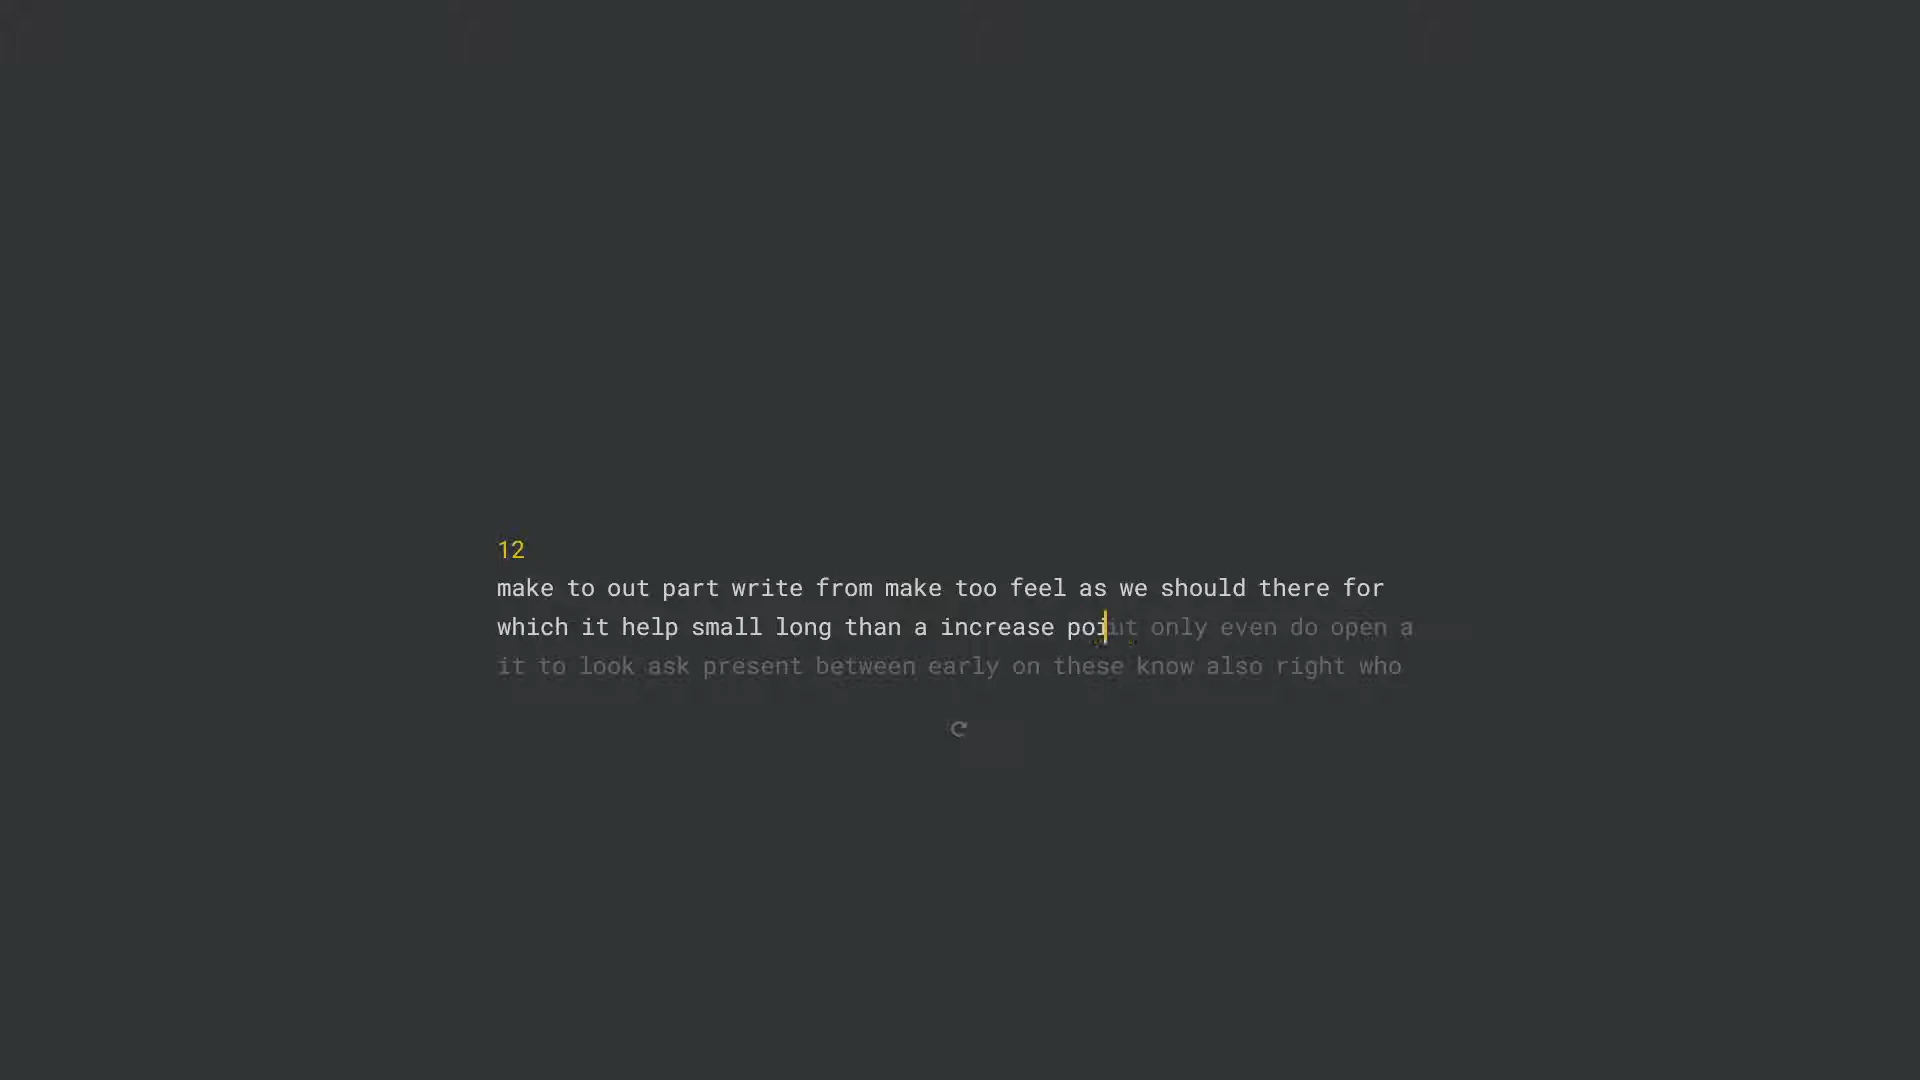 12
make to out part write from make too feel as we should there for
which it help small long than a increase point only even do open a
it to look ask present between early on these know also right who